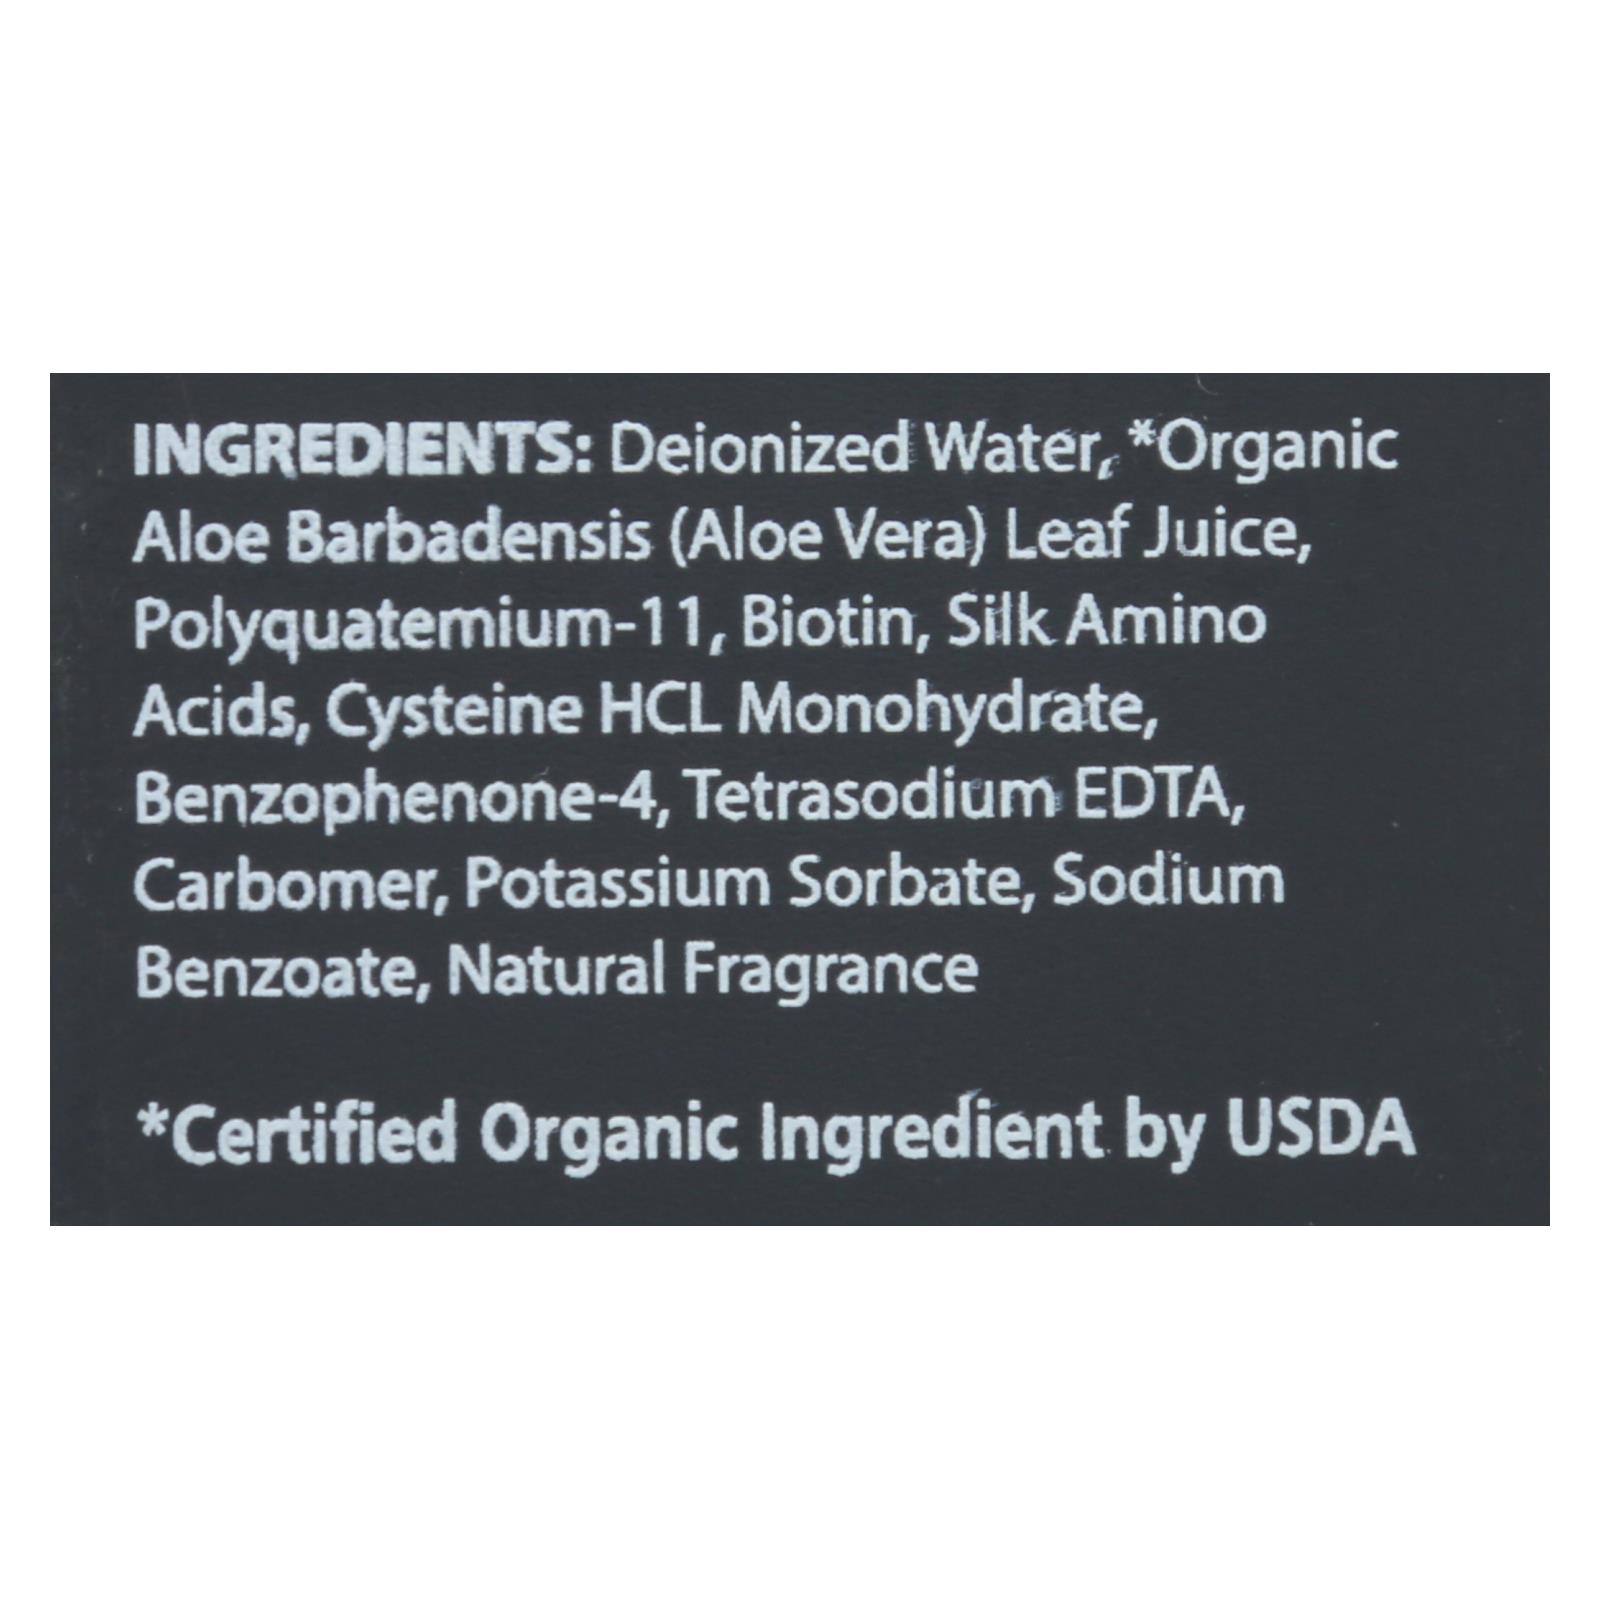 INGREDIENTS: Deionized Water, *Organic
Aloe Barbadensis (Aloe Vera) Leaf Juice,
Polyquaternium-11, Biotin, Silk Amino
Acids, Cysteine HCL Monohydrate,
Benzophenone-4, Tetrasodium EDTA,
Carbomer, Potassium Sorbate, Sodium
Benzoate, Natural Fragrance
*Certified Organic Ingredient by USDA